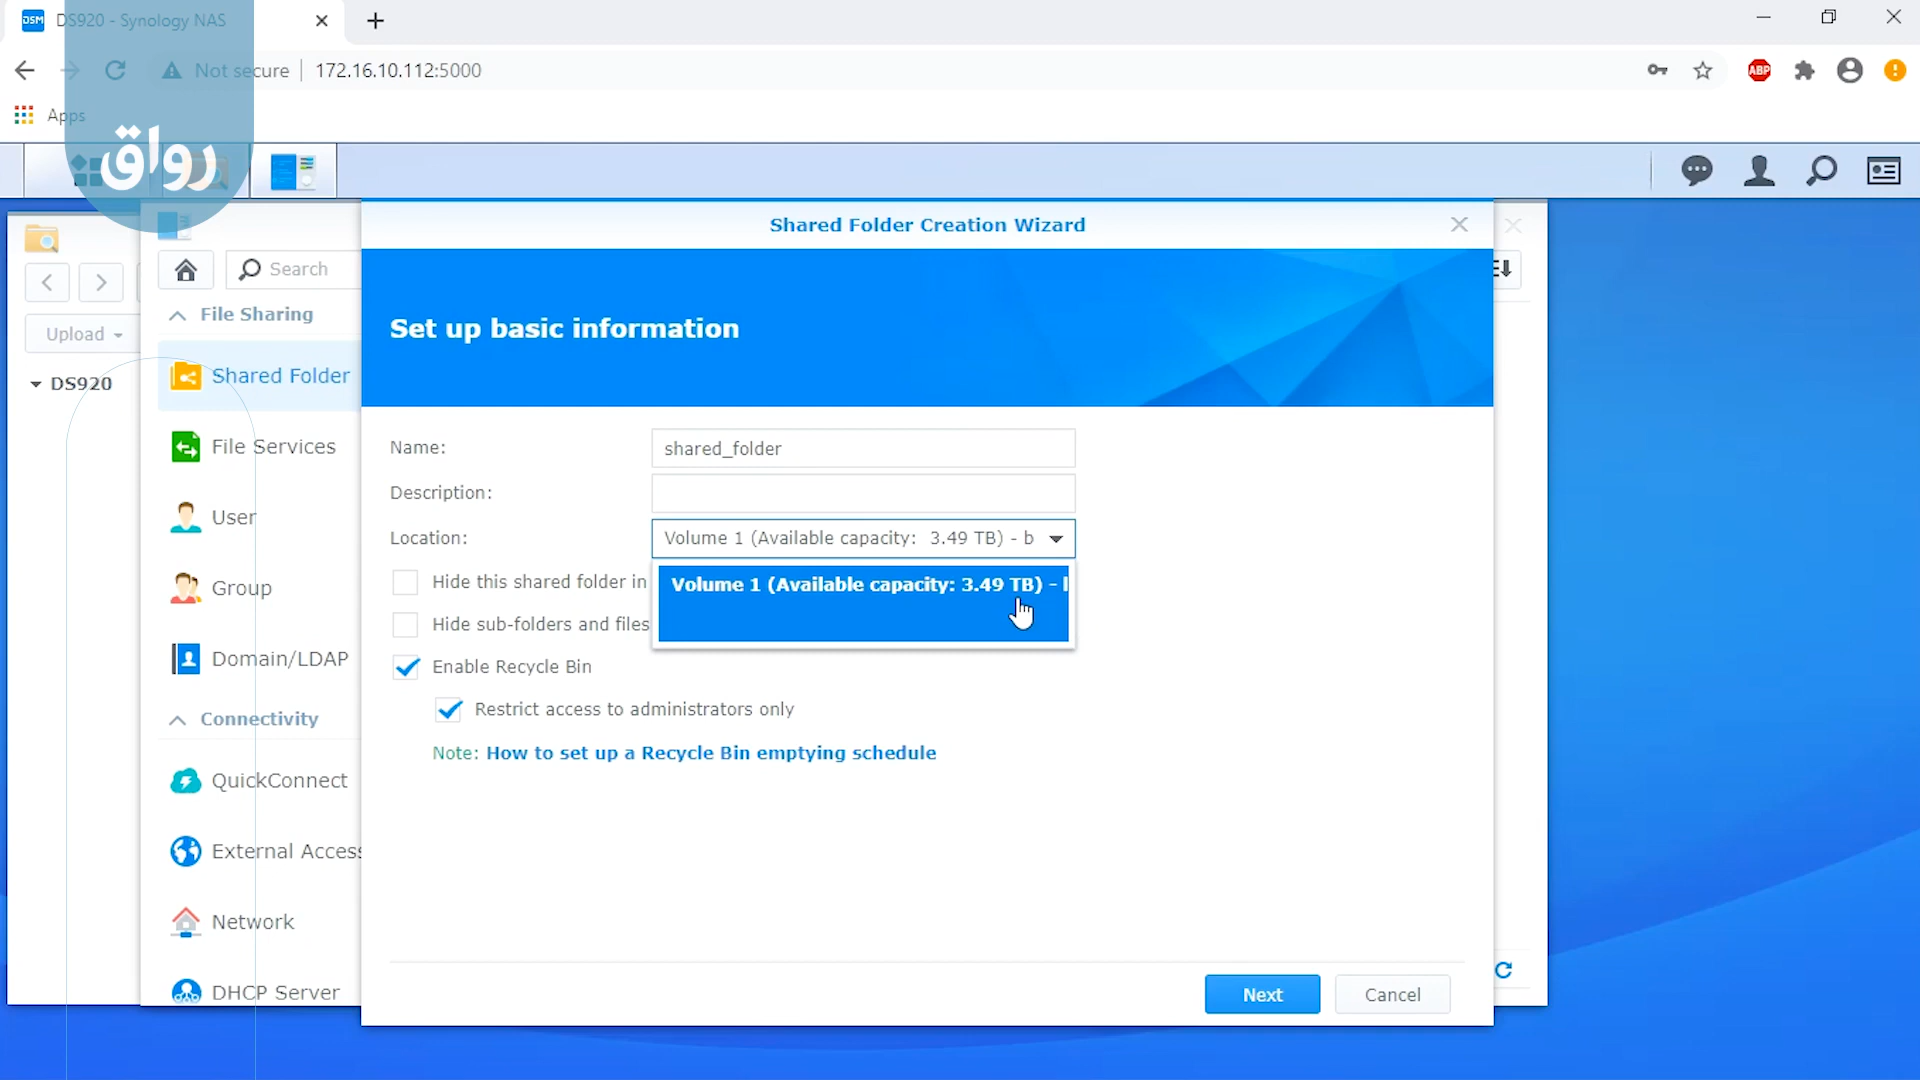 DSM DS920 - Synology NAS
Not secure 172.16.10.112:5000
ABP
Apps
رواق
Shared Folder Creation Wizard
Search
Upload
DS920
File Sharing
Shared Folder
File Services
User
Group
Domain/LDAP
Connectivity
QuickConnect
External Access
Network
DHCP Server
Set up basic information
Name: shared_folder
Description:
Location: Volume 1 (Available capacity: 3.49 TB) - b
Volume 1 (Available capacity: 3.49 TB) -
Hide this shared folder in
Hide sub-folders and files
Enable Recycle Bin
Restrict access to administrators only
Note: How to set up a Recycle Bin emptying schedule
Next Cancel